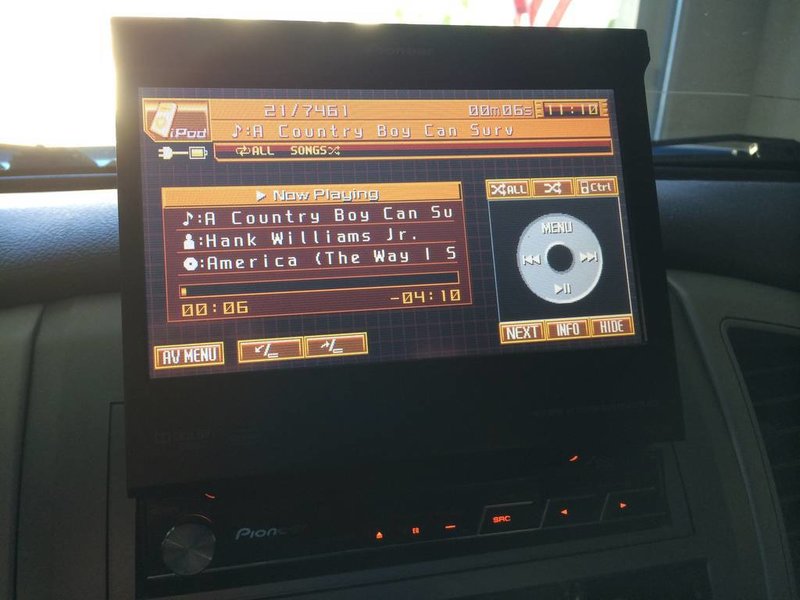 Pioneer
iPod
21/7461 00m06s 11:10
♪:A Country Boy Can Surv
ALL SONGS
Now Playing
♪:A Country Boy Can Su
:Hank Williams Jr.
:America (The Way I S
00:06 -04:10
ALL Ctrl
MENU
NEXT INFO HIDE
AV MENU
Pion
SRC